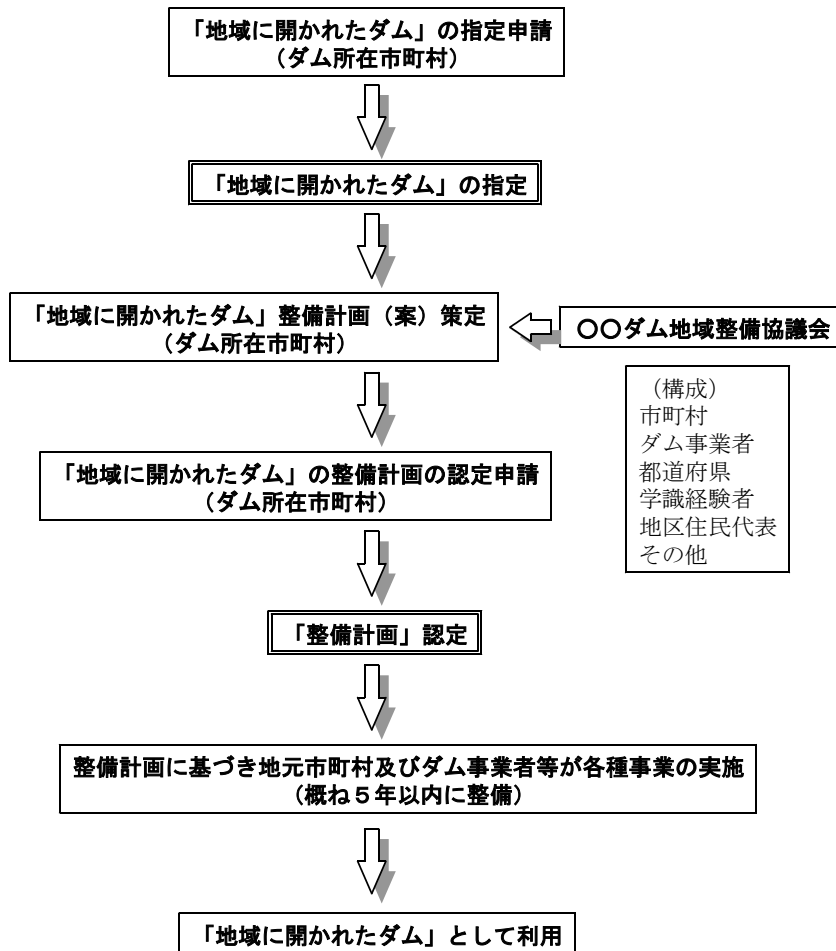 「地域に開かれたダム」の指定申請
（ダム所在市町村）
「地域に開かれたダム」の指定
「地域に開かれたダム」整備計画（案）策定
（ダム所在市町村）
〇〇ダム地域整備協議会
（構成）
市町村
ダム事業者
都道府県
学識経験者
地区住民代表
その他
「地域に開かれたダム」の整備計画の認定申請
（ダム所在市町村）
「整備計画」認定
整備計画に基づき地元市町村及びダム事業者等が各種事業の実施
（概ね５年以内に整備）
「地域に開かれたダム」として利用